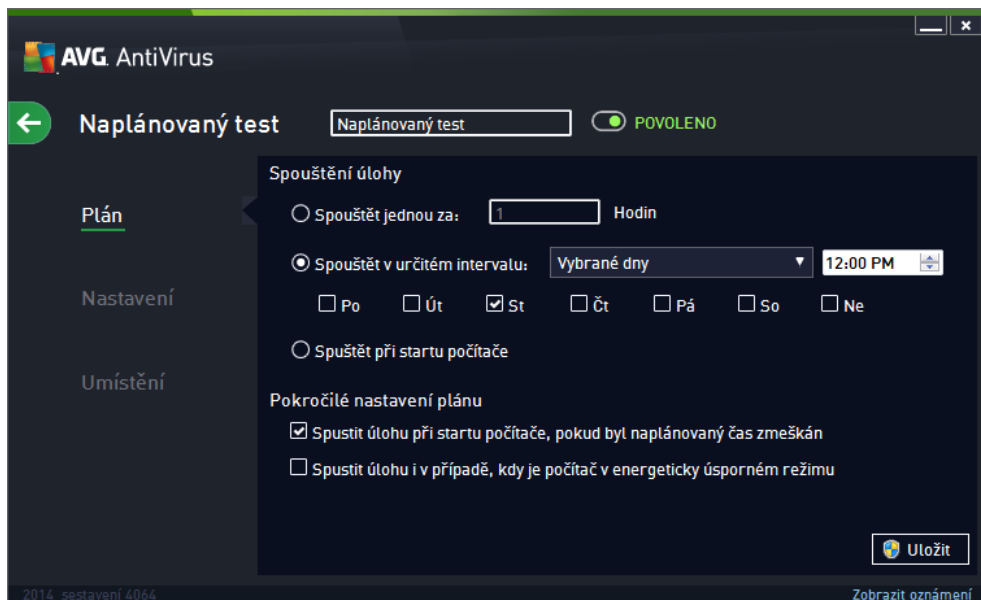 AVG. AntiVirus
Naplánovaný test Naplánovaný test POVOLENO
Spouštění úlohy
Plán
Spouštět jednou za: 1 Hodin
Spouštět v určitém intervalu: Vybrané dny 12:00 PM
Po Út St Čt Pá So Ne
Nastavení
Spuštět při startu počítače
Umístění
Pokročilé nastavení plánu
Spustit úlohu při startu počítače, pokud byl naplánovaný čas zmeškán
Spustit úlohu i v případě, kdy je počítač v energeticky úsporném režimu
Uložit
2014 sestavení 4064 Zobrazit oznámení